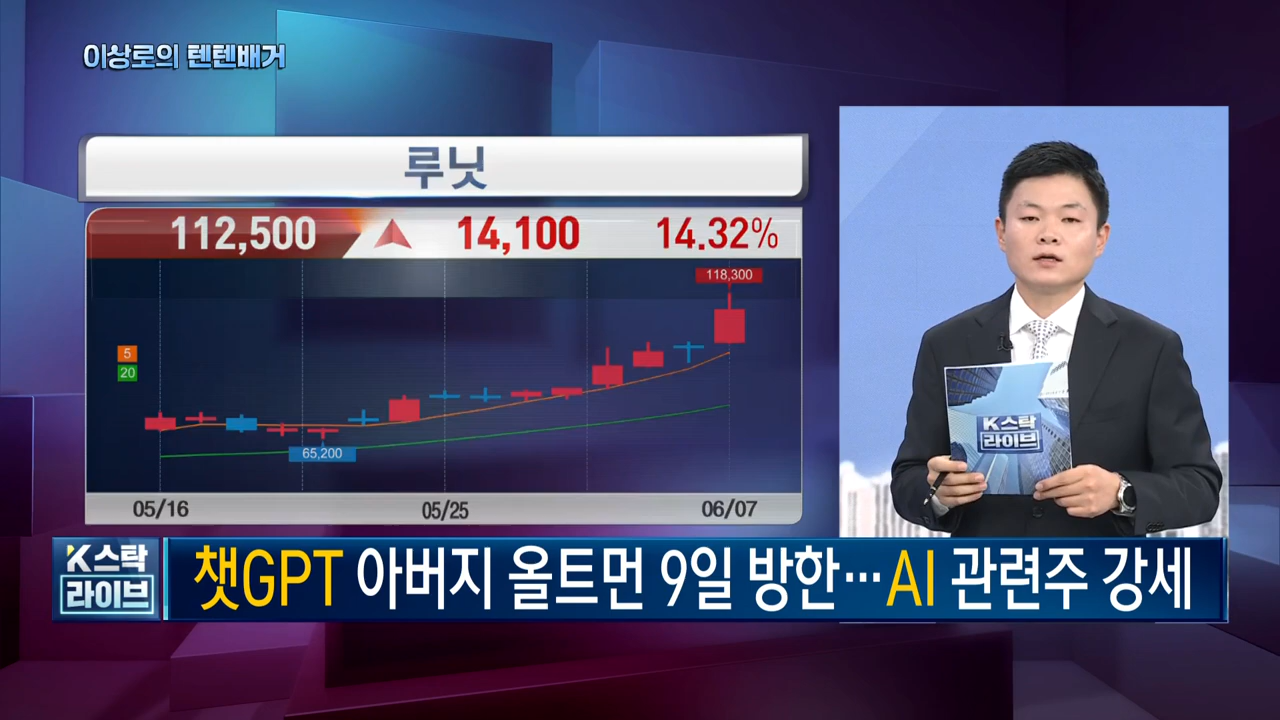 이상로의 텐텐배거
루닛
112,500 ▲ 14,100 14.32%
118,300
5
20
65,200
05/16 05/25 06/07
K스탁
라이브
K스탁
라이브
챗GPT 아버지 올트먼 9일 방한…AI 관련주 강세